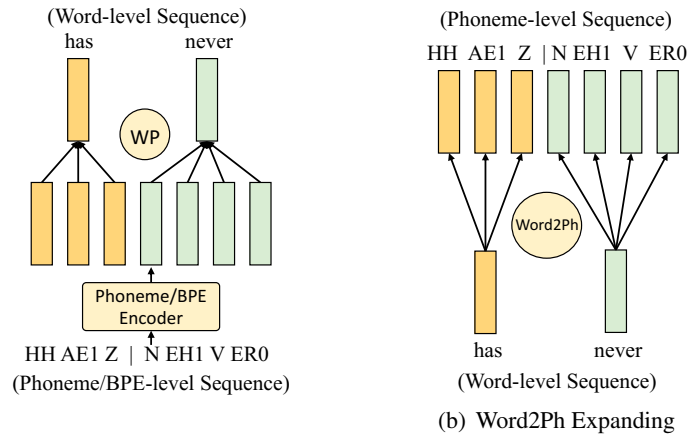 (Word-level Sequence)
has never
WP
Phoneme/BPE
Encoder
HH AE1 Z | N EH1 V ER0
(Phoneme/BPE-level Sequence)
(Phoneme-level Sequence)
HH AE1 Z | N EH1 V ER0
Word2Ph
has never
(Word-level Sequence)
(b) Word2Ph Expanding